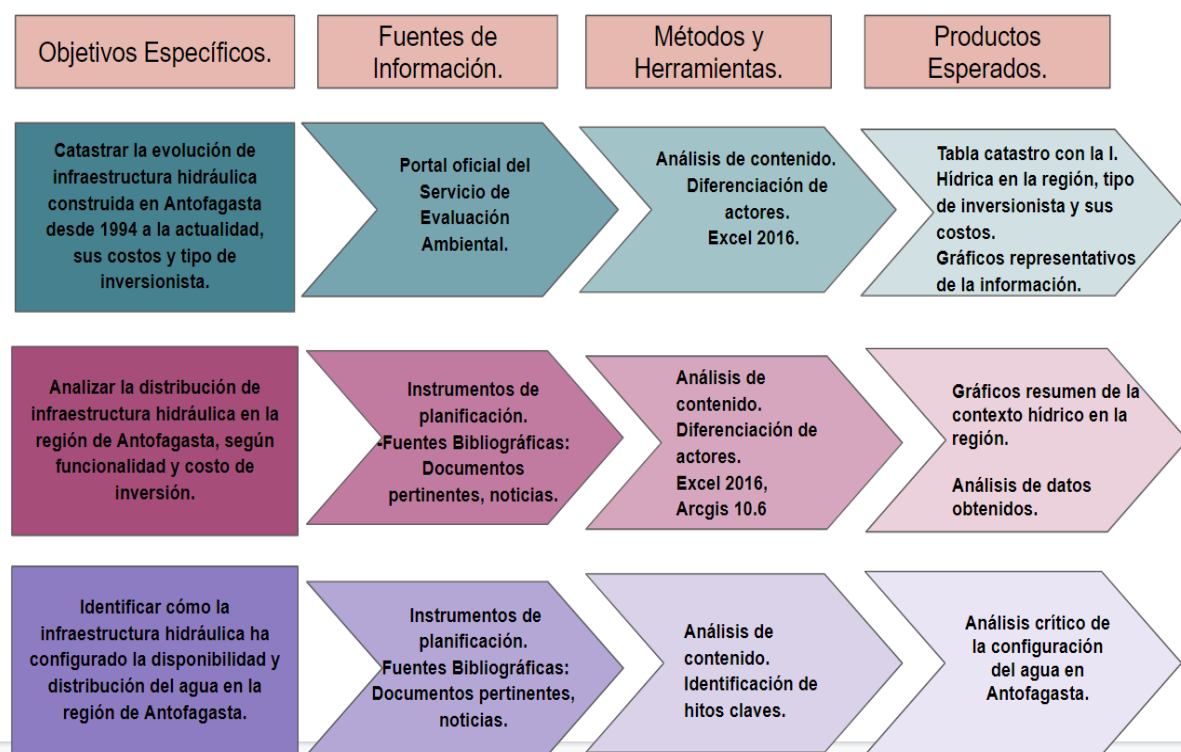 Objetivos Específicos.
Fuentes de
Información.
Métodos y
Herramientas.
Productos
Esperados.
Catastrar la evolución de
infraestructura hidráulica
construida en Antofagasta
desde 1994 a la actualidad,
sus costos y tipo de
inversionista.
Portal oficial del
Servicio de
Evaluación
Ambiental.
Análisis de contenido.
Diferenciación de
actores.
Excel 2016.
Tabla catastro con la I.
Hídrica en la región, tipo
de inversionista y sus
costos.
Gráficos representativos
de la información.
Analizar la distribución de
infraestructura hidráulica en la
región de Antofagasta, según
funcionalidad y costo de
inversión.
Instrumentos de
planificación.
-Fuentes Bibliográficas:
Documentos
pertinentes, noticias.
Análisis de
contenido.
Diferenciación de
actores.
Excel 2016,
Arcgis 10.6
Gráficos resumen de la
contexto hídrico en la
región.
Análisis de datos
obtenidos.
Identificar cómo la
infraestructura hidráulica ha
configurado la disponibilidad y
distribución del agua en la
región de Antofagasta.
Instrumentos de
planificación.
Fuentes Bibliográficas:
Documentos pertinentes,
noticias.
Análisis de
contenido.
Identificación de
hitos claves.
Análisis crítico de
la configuración
del agua en
Antofagasta.